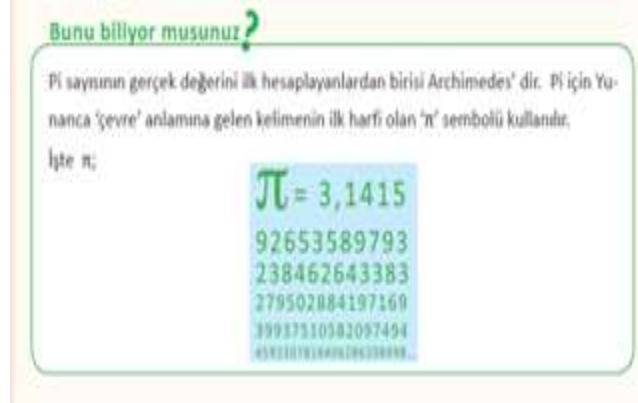 Bunu biliyor musunuz?
Pi sayısının gerçek değerini ilk hesaplayanlardan birisi Archimedes' dir. Pi için Yu-
nanca 'çevre' anlamına gelen kelimenin ilk harfi olan 'π' sembolü kullanılır.
İşte π;
π = 3,1415
92653589793
238462643383
279502884197169
39937510582097494